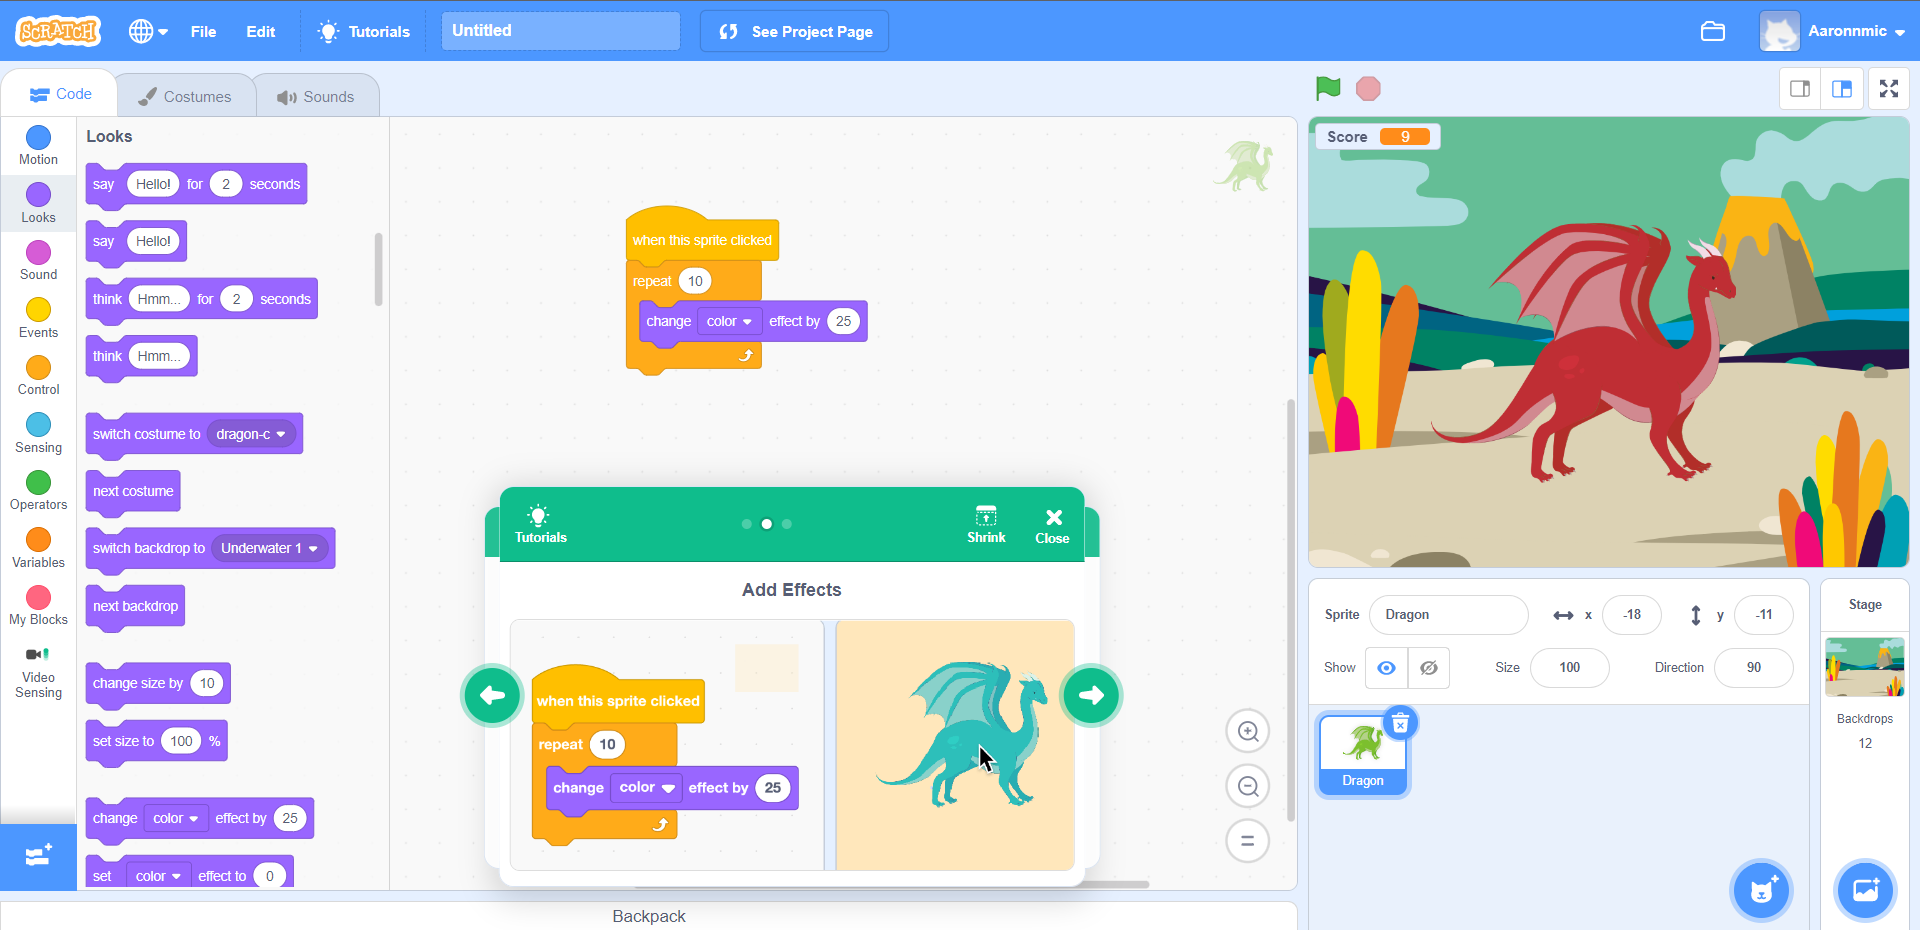 SCRATCH
File
Edit
Tutorials
Untitled
See Project Page
Aaronnmic
Code
Costumes
Sounds
Motion
Looks
Sound
Events
Control
Sensing
Operators
Variables
My Blocks
Video
Sensing
Looks
say Hello! for 2 seconds
say Hello!
think Hmm... for 2 seconds
think Hmm...
switch costume to dragon-c
next costume
switch backdrop to Underwater 1
next backdrop
change size by 10
set size to 100 %
change color effect by 25
set color effect to 0
when this sprite clicked
repeat 10
change color effect by 25
Tutorials
Shrink
Close
Add Effects
when this sprite clicked
repeat 10
change color effect by 25
Backpack
Score 9
Sprite Dragon x -18 y -11
Show Size 100 Direction 90
Dragon
Stage
Backdrops
12